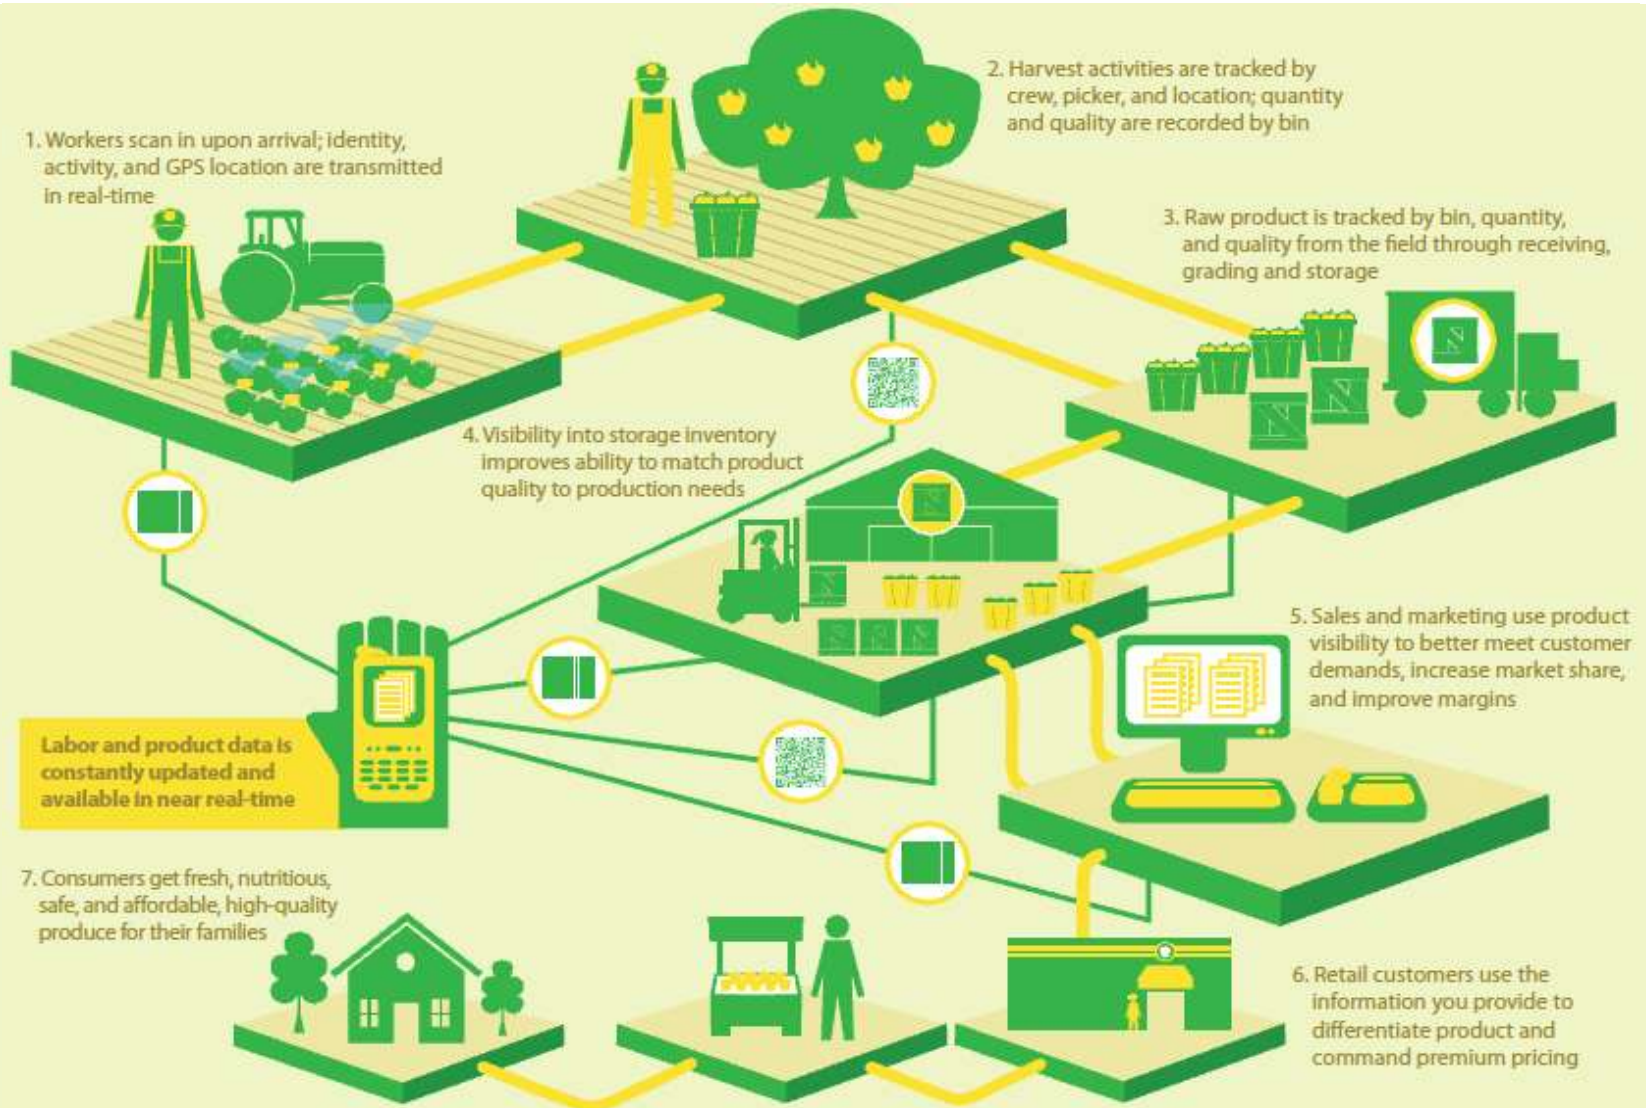 1. Workers scan in upon arrival; identity,
activity, and GPS location are transmitted
in real-time
2. Harvest activities are tracked by
crew, picker, and location; quantity
and quality are recorded by bin
3. Raw product is tracked by bin, quantity,
and quality from the field through receiving,
grading and storage
4. Visibility into storage inventory
improves ability to match product
quality to production needs
5. Sales and marketing use product
visibility to better meet customer
demands, increase market share,
and improve margins
Labor and product data is
constantly updated and
available in near real-time
7. Consumers get fresh, nutritious,
safe, and affordable, high-quality
produce for their families
6. Retail customers use the
information you provide to
differentiate product and
command premium pricing